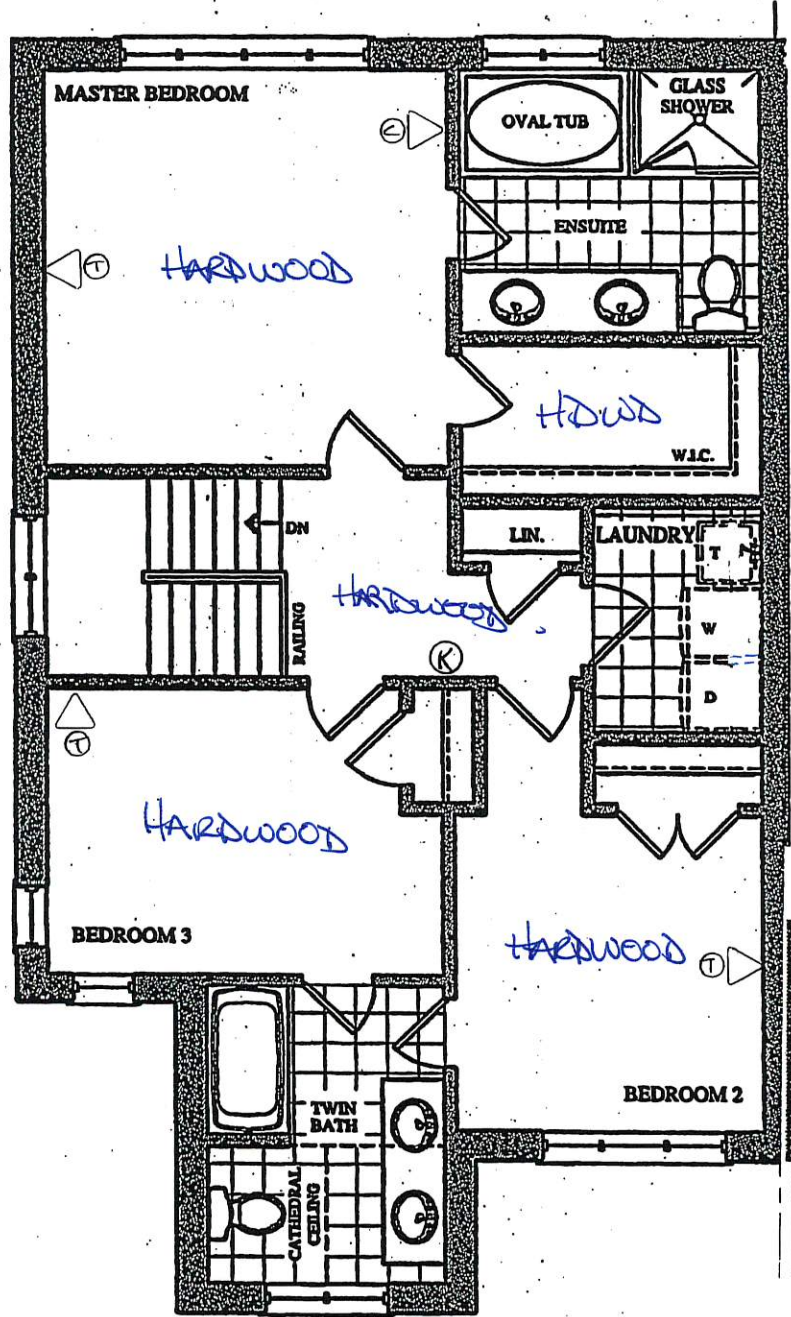 MASTER BEDROOM
GLASS
SHOWER
OVAL TUB
C
ENSUITE
T
HARDWOOD
HDWD
W.I.C.
DN
LIN.
LAUNDRY
T
HARDWOOD
RAILING
W
K
D
T
HARDWOOD
BEDROOM 3
HARDWOOD
T
BEDROOM 2
TWIN
BATH
CATHEDRAL
CEILING